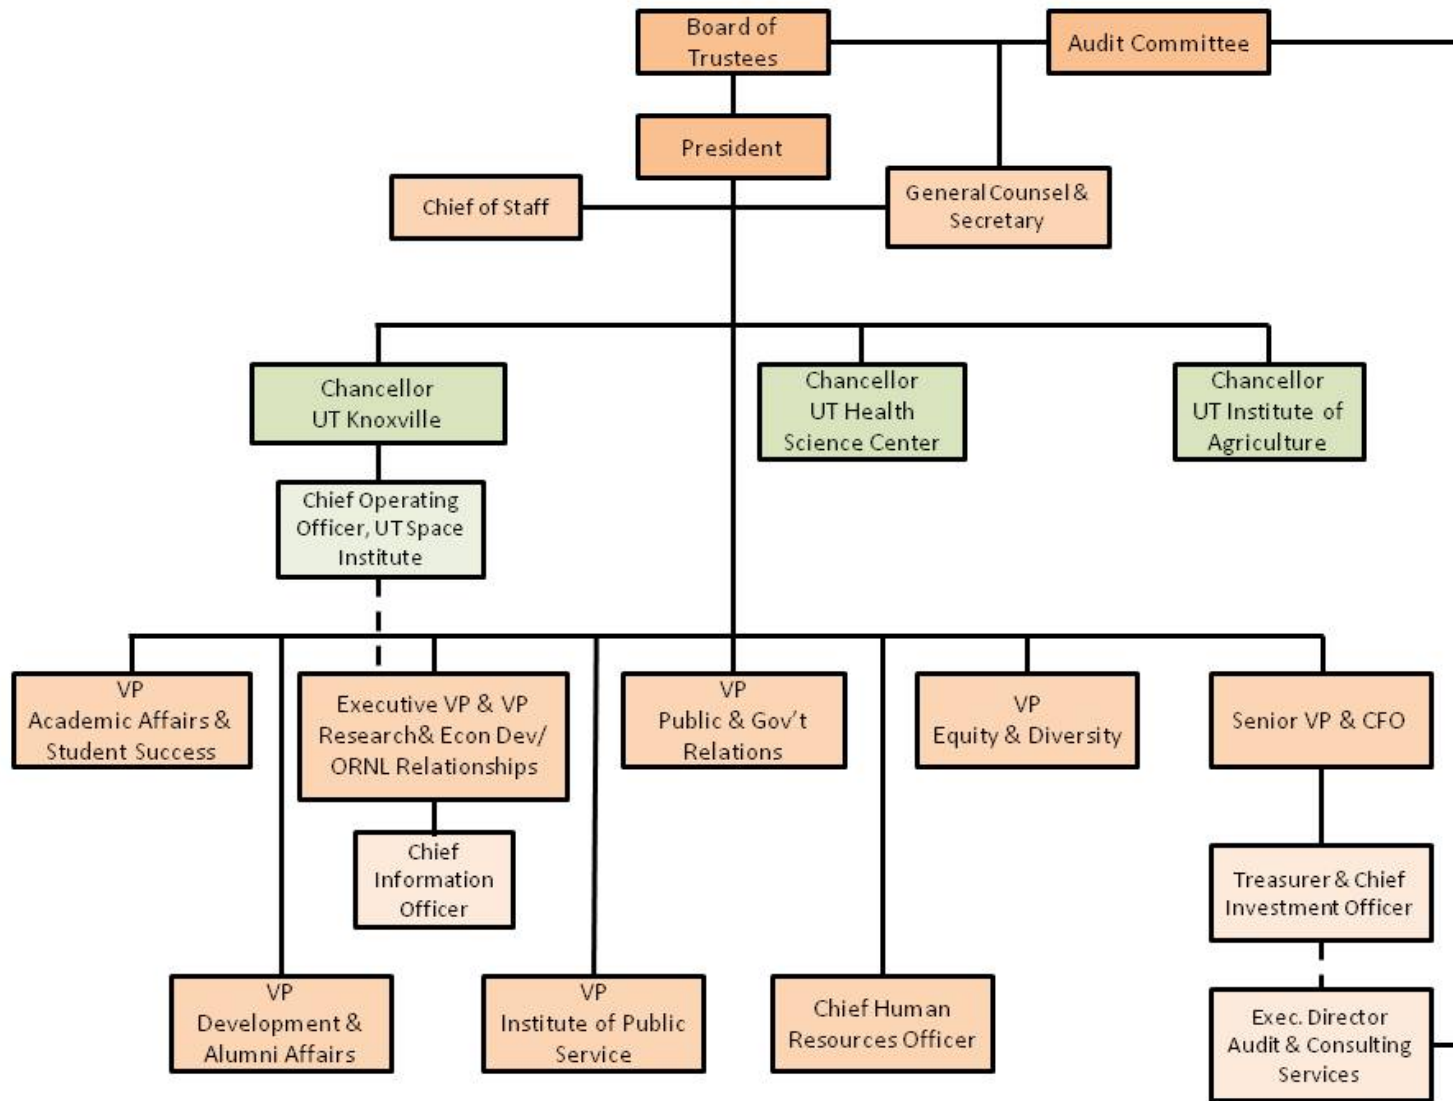 Board of
Trustees
Audit Committee
President
Chief of Staff
General Counsel &
Secretary
Chancellor
UT Knoxville
Chancellor
UT Health
Science Center
Chancellor
UT Institute of
Agriculture
Chief Operating
Officer, UT Space
Institute
VP
Academic Affairs &
Student Success
Executive VP & VP
Research& Econ Dev/
ORNL Relationships
VP
Public & Gov't
Relations
VP
Equity & Diversity
Senior VP & CFO
Chief
Information
Officer
Treasurer & Chief
Investment Officer
VP
Development &
Alumni Affairs
VP
Institute of Public
Service
Chief Human
Resources Officer
Exec. Director
Audit & Consulting
Services